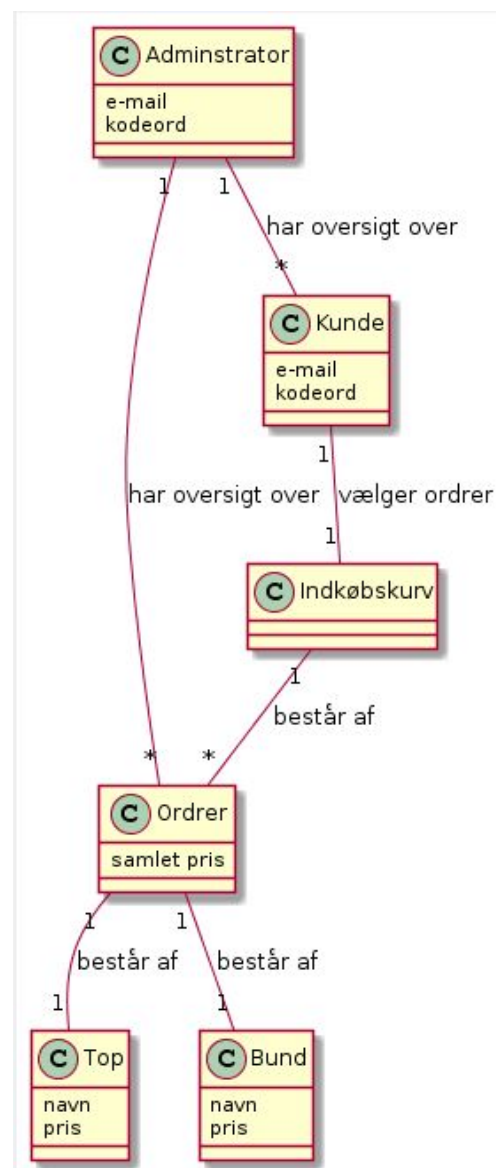 C Adminstrator
e-mail
kodeord
1 1
har oversigt over
*
C Kunde
e-mail
kodeord
1
har oversigt over vælger ordrer
1
C Indkøbskurv
1
består af
* *
C Ordrer
samlet pris
1 1
består af består af
1 1
C Top C Bund
navn navn
pris pris